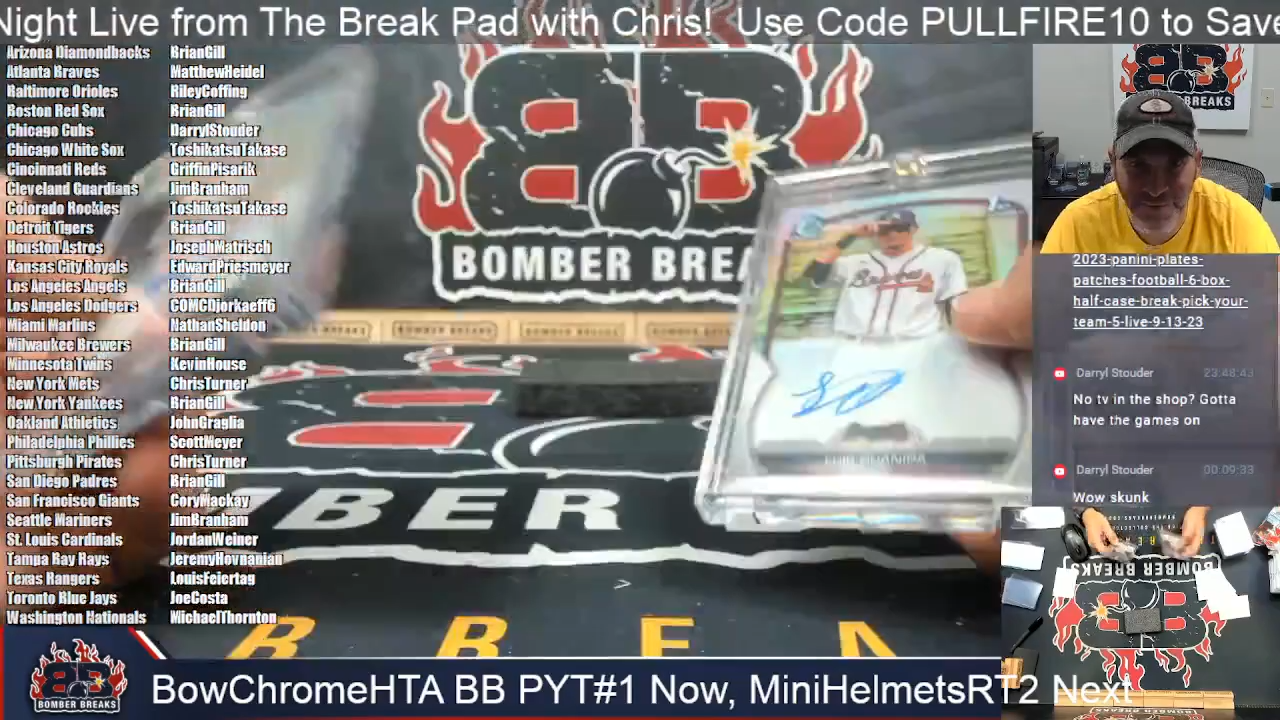 Night Live from The Break Pad with Chris! Use Code PULLFIRE10 to Save
Arizona Diamondbacks BrianGill
Atlanta Braves MatthewHeidel
Baltimore Orioles RileyCoffing
Boston Red Sox BrianGill
Chicago Cubs DarrylStouder
Chicago White Sox ToshikatsuTakase
Cincinnati Reds GriffinPisarik
Cleveland Guardians JimBranham
Colorado Rockies ToshikatsuTakase
Detroit Tigers BrianGill
Houston Astros JosephMatrisch
Kansas City Royals EdwardPriesmeyer
Los Angeles Angels BrianGill
Los Angeles Dodgers COMCDjorkaeff6
Miami Marlins NathanSheldon
Milwaukee Brewers BrianGill
Minnesota Twins KevinHouse
New York Mets ChrisTurner
New York Yankees BrianGill
Oakland Athletics JohnGraglia
Philadelphia Phillies ScottMeyer
Pittsburgh Pirates ChrisTurner
San Diego Padres BrianGill
San Francisco Giants CoryMackay
Seattle Mariners JimBranham
St. Louis Cardinals JordanWeiner
Tampa Bay Rays JeremyHovnanian
Texas Rangers LouisFeiertag
Toronto Blue Jays JoeCosta
Washington Nationals MichaelThornton
BB
BOMBER BREA
Braves
BOMBER BREAKS
MBER BR
B R E A
BREAKS
2023-panini-plates-
patches-football-6-box-
half-case-break-pick-your-
team-5-live-9-13-23
Darryl Stouder 23:48:43
No tv in the shop? Gotta
have the games on
Darryl Stouder 00:09:33
Wow skunk
BOMBER BREAKS
BB
BOMBER BREAKS
BowChromeHTA BB PYT#1 Now, MiniHelmetsRT2 Next